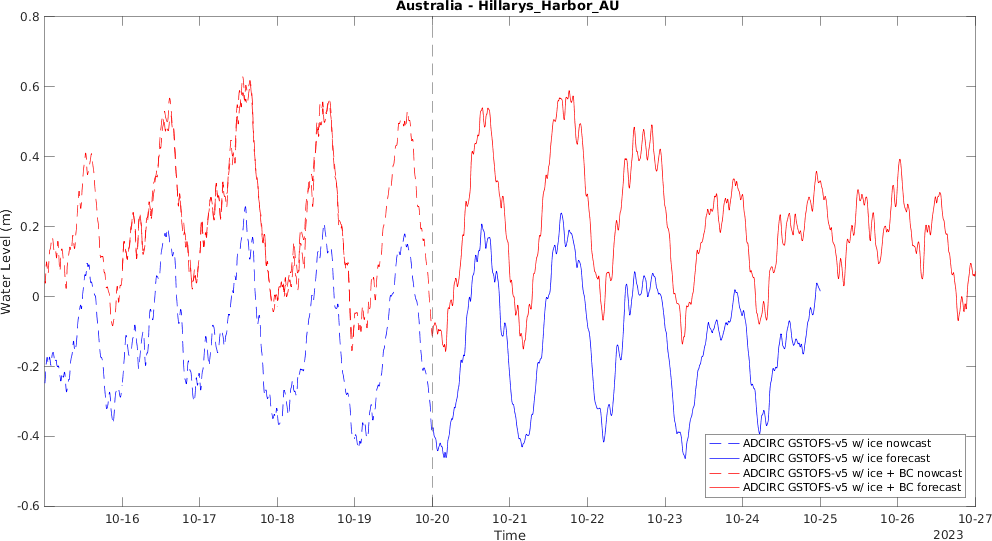 Australia - Hillarys_Harbor_AU
0.8
0.6
0.4
0.2
0
-0.2
-0.4
-0.6
Water Level (m)
ADCIRC GSTOFS-v5 w/ ice nowcast
ADCIRC GSTOFS-v5 w/ ice forecast
ADCIRC GSTOFS-v5 w/ ice + BC nowcast
ADCIRC GSTOFS-v5 w/ ice + BC forecast
10-16 10-17 10-18 10-19 10-20 10-21 10-22 10-23 10-24 10-25 10-26 10-27
Time
2023